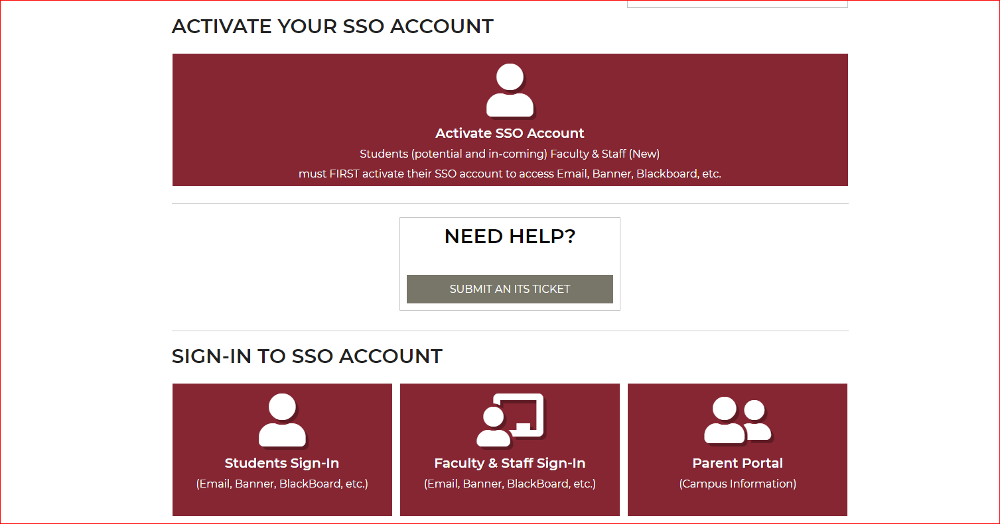 ACTIVATE YOUR SSO ACCOUNT
Activate SSO Account
Students (potential and in-coming) Faculty & Staff (New)
must FIRST activate their SSO account to access Email, Banner, Blackboard, etc.
NEED HELP?
SUBMIT AN ITS TICKET
SIGN-IN TO SSO ACCOUNT
Students Sign-In
(Email, Banner, BlackBoard, etc.)
Faculty & Staff Sign-In
(Email, Banner, BlackBoard, etc.)
Parent Portal
(Campus Information)